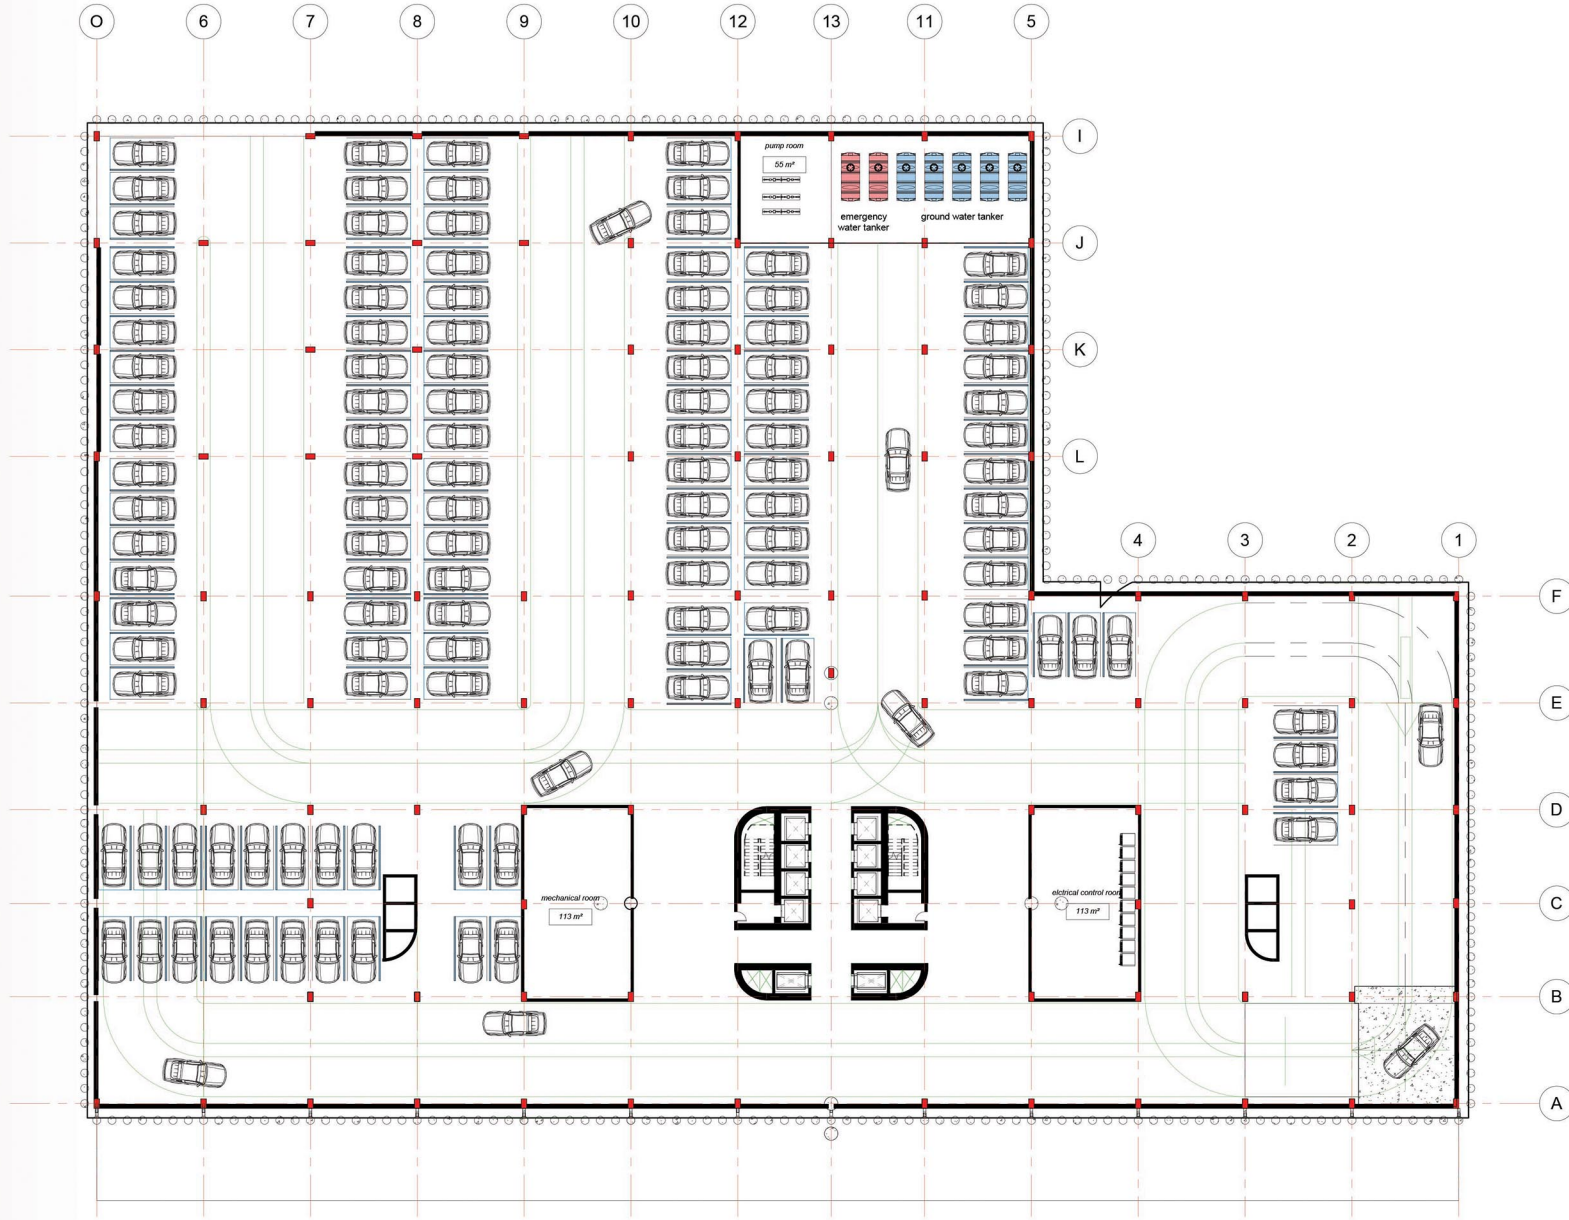 O 6 7 8 9 10 12 13 11 5
I
pump room
55 m²
emergency
water tanker
ground water tanker
J
K
L
4 3 2 1
F
E
D
mechanical room
113 m²
elctrical control room
113 m²
C
B
A